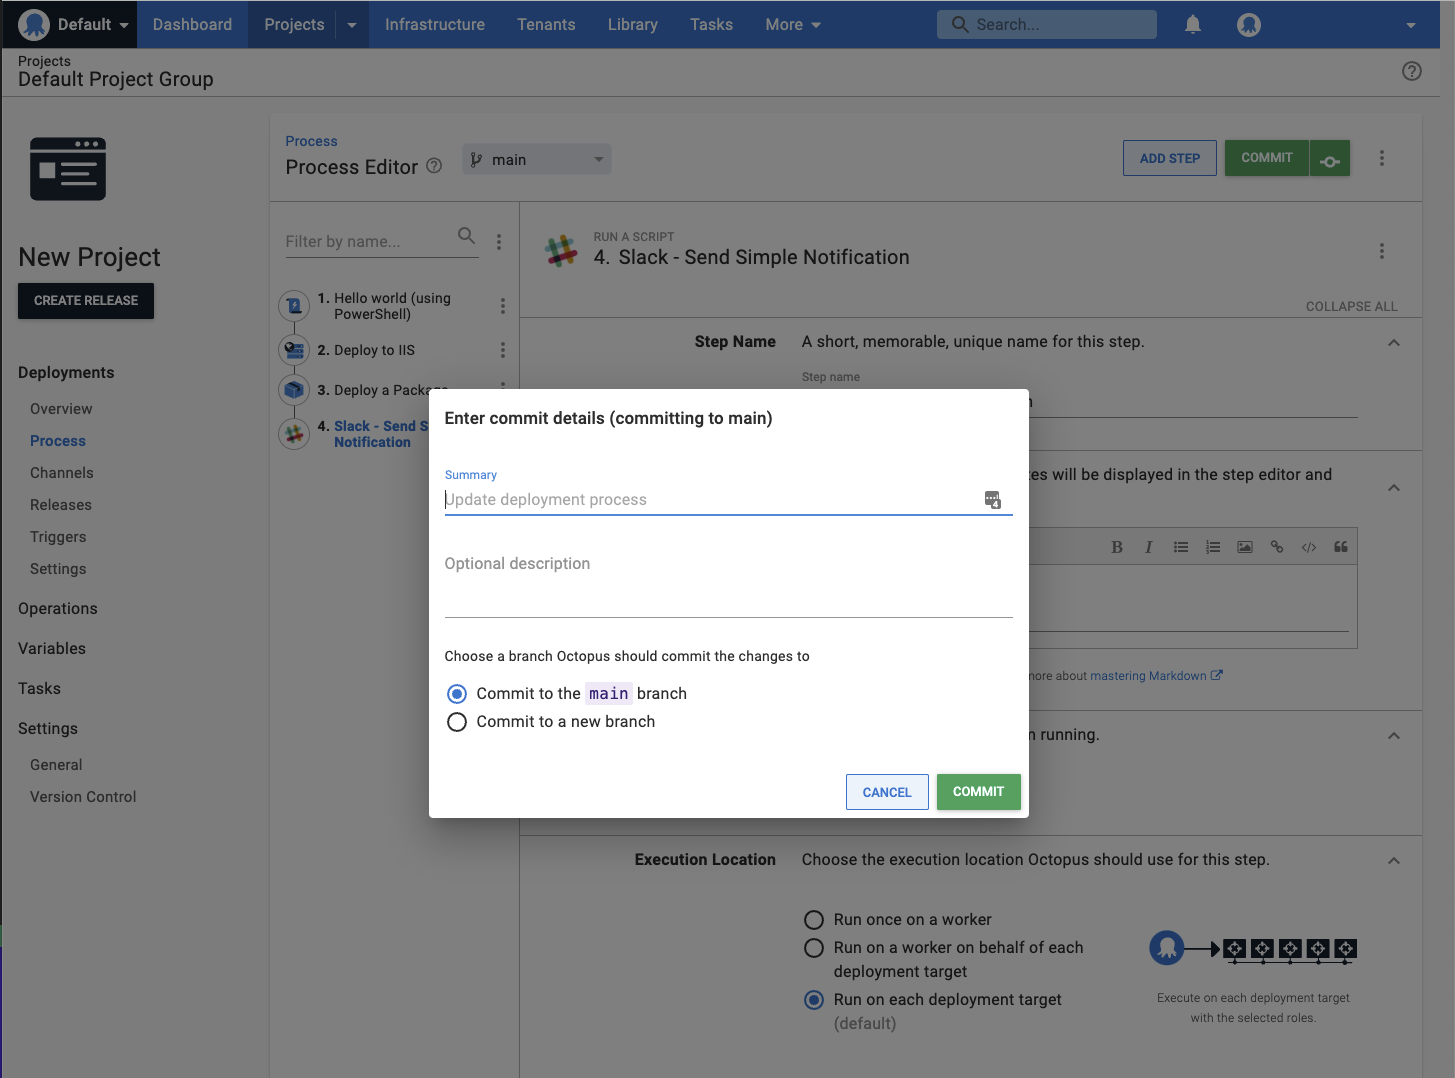 Default
Dashboard
Projects
Infrastructure
Tenants
Library
Tasks
More
Search...
Projects
Default Project Group
New Project
CREATE RELEASE
Deployments
Overview
Process
Channels
Releases
Triggers
Settings
Operations
Variables
Tasks
Settings
General
Version Control
Process
Process Editor
main
ADD STEP
COMMIT
Filter by name...
1. Hello world (using
PowerShell)
2. Deploy to IIS
3. Deploy a Package
4. Slack - Send S
Notification
RUN A SCRIPT
4. Slack - Send Simple Notification
COLLAPSE ALL
Step Name
A short, memorable, unique name for this step.
Step name
n
es will be displayed in the step editor and
B I </>
more about mastering Markdown
n running.
Enter commit details (committing to main)
Summary
Update deployment process
4
Optional description
Choose a branch Octopus should commit the changes to
Commit to the main branch
Commit to a new branch
CANCEL
COMMIT
Execution Location
Choose the execution location Octopus should use for this step.
Run once on a worker
Run on a worker on behalf of each
deployment target
Run on each deployment target
(default)
Execute on each deployment target
with the selected roles.